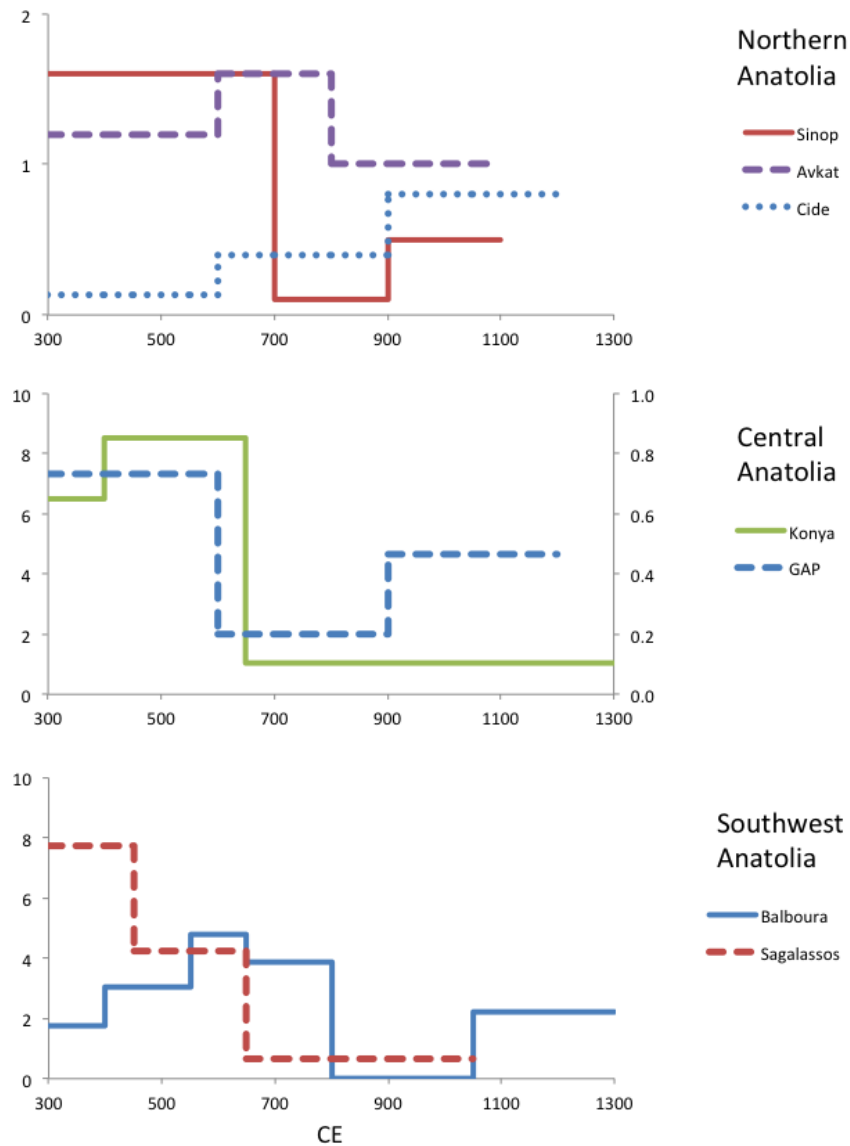 2
1
0
300 500 700 900 1100 1300
Northern
Anatolia
Sinop
Avkat
Cide
10 1.0
8 0.8
6 0.6
4 0.4
2 0.2
0 0.0
300 500 700 900 1100 1300
Central
Anatolia
Konya
GAP
10
8
6
4
2
0
300 500 700 900 1100 1300
CE
Southwest
Anatolia
Balboura
Sagalassos